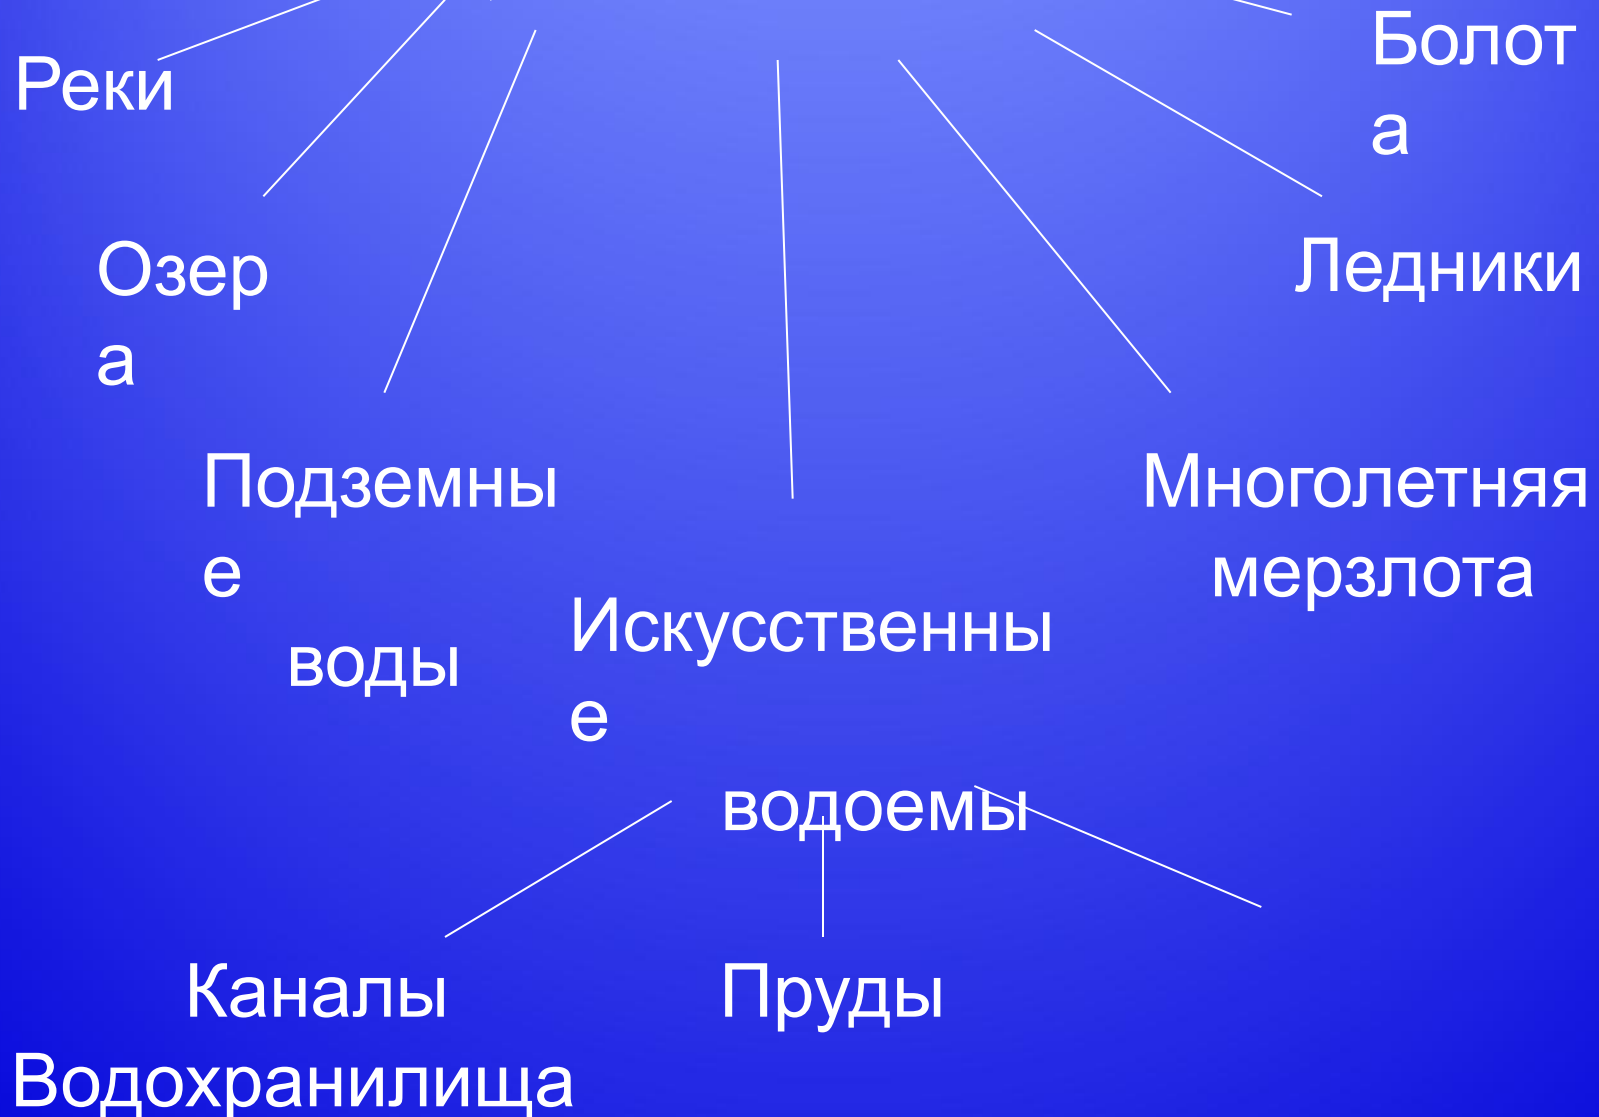 Реки
Болот
а
Озер
а
Ледники
Подземны
е
воды
Многолетняя
мерзлота
Искусственны
е
водоемы
Каналы
Пруды
Водохранилища